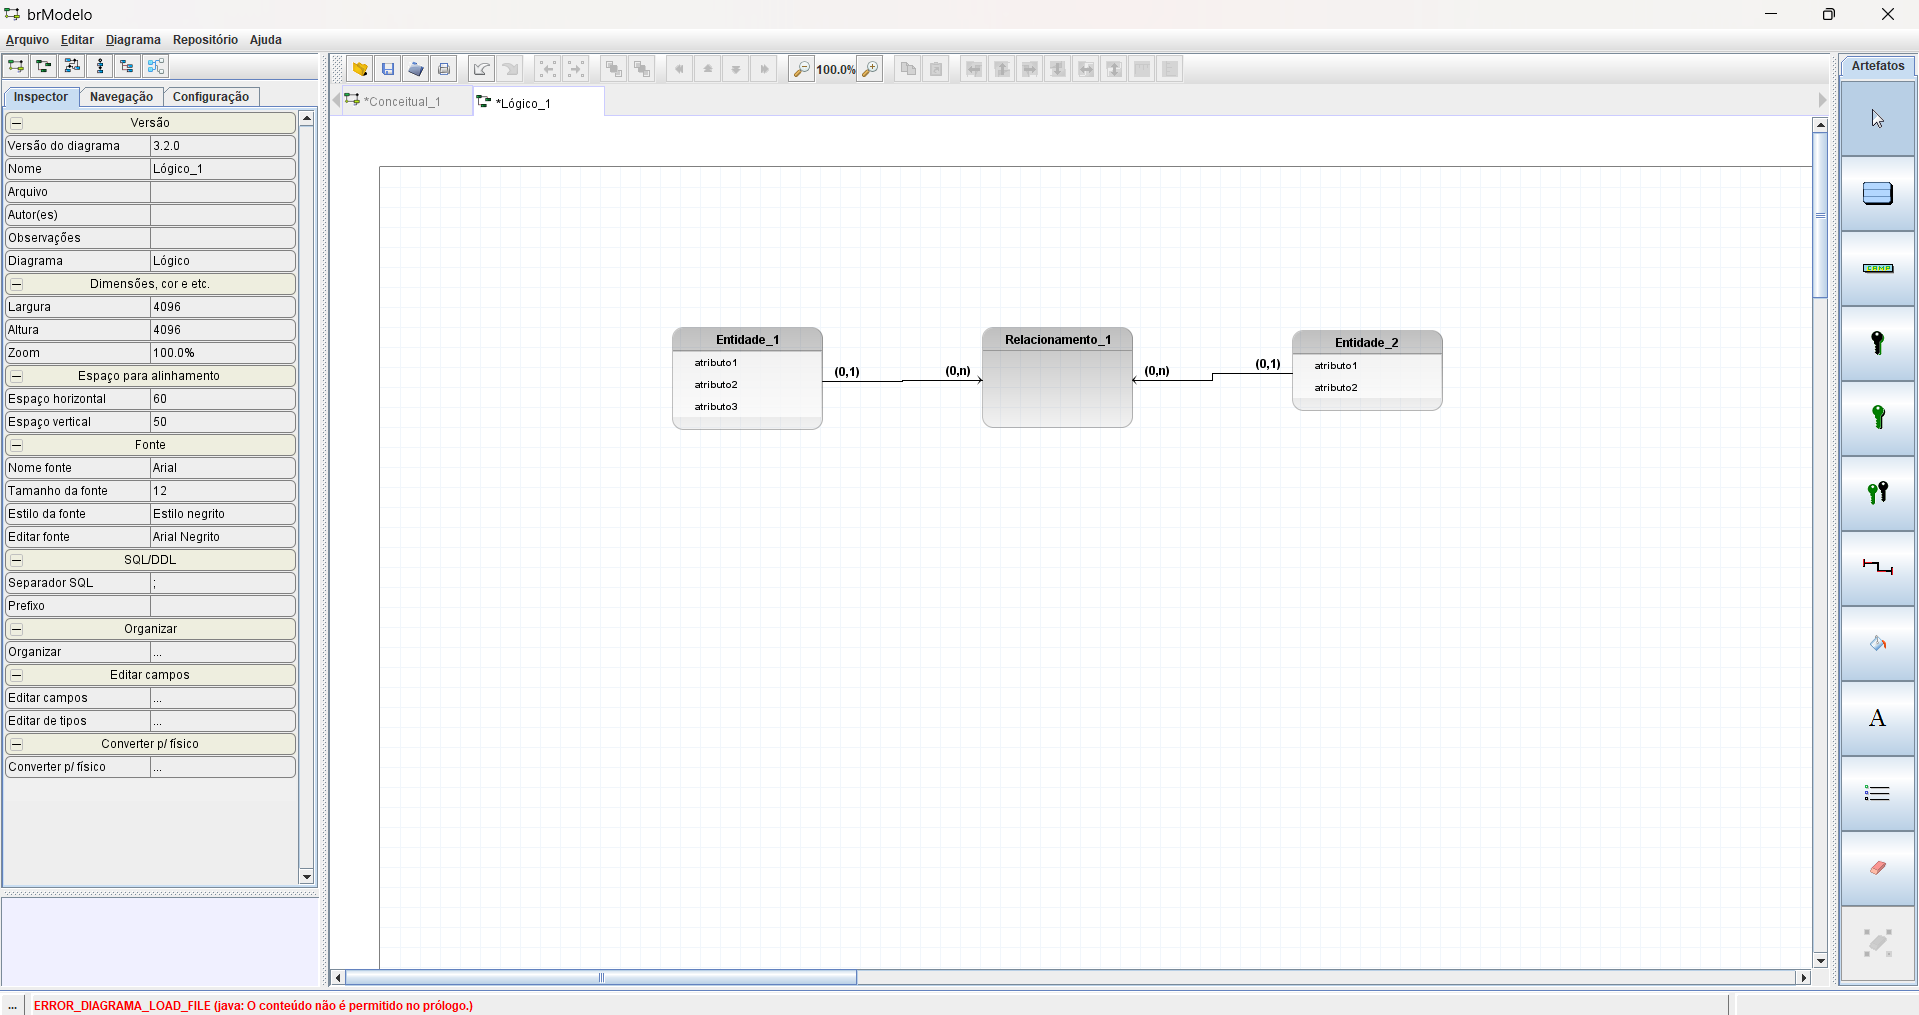 brModelo
Arquivo Editar Diagrama Repositório Ajuda
100.0%
Artefatos
Inspector Navegação Configuração
*Conceitual_1 *Lógico_1
Versão
Versão do diagrama 3.2.0
Nome Lógico_1
Arquivo
Autor(es)
Observações
Diagrama Lógico
Dimensões, cor e etc.
Largura 4096
Altura 4096
Zoom 100.0%
Espaço para alinhamento
Espaço horizontal 60
Espaço vertical 50
Fonte
Nome fonte Arial
Tamanho da fonte 12
Estilo da fonte Estilo negrito
Editar fonte Arial Negrito
SQL/DDL
Separador SQL ;
Prefixo
Organizar
Organizar ...
Editar campos
Editar campos ...
Editar de tipos ...
Converter p/ físico
Converter p/ físico ...
Entidade_1
atributo1
atributo2
atributo3
(0,1) (0,n)
Relacionamento_1
(0,n) (0,1)
Entidade_2
atributo1
atributo2
A
... ERROR_DIAGRAMA_LOAD_FILE (java: O conteúdo não é permitido no prólogo.)